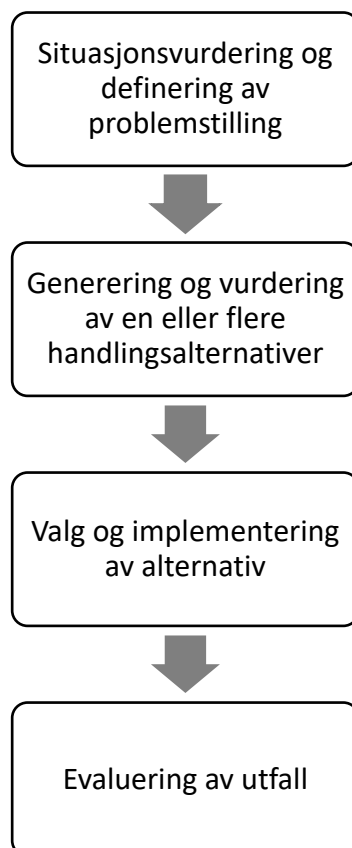 Situasjonsvurdering og
definering av
problemstilling
Generering og vurdering
av en eller flere
handlingsalternativer
Valg og implementering
av alternativ
Evaluering av utfall